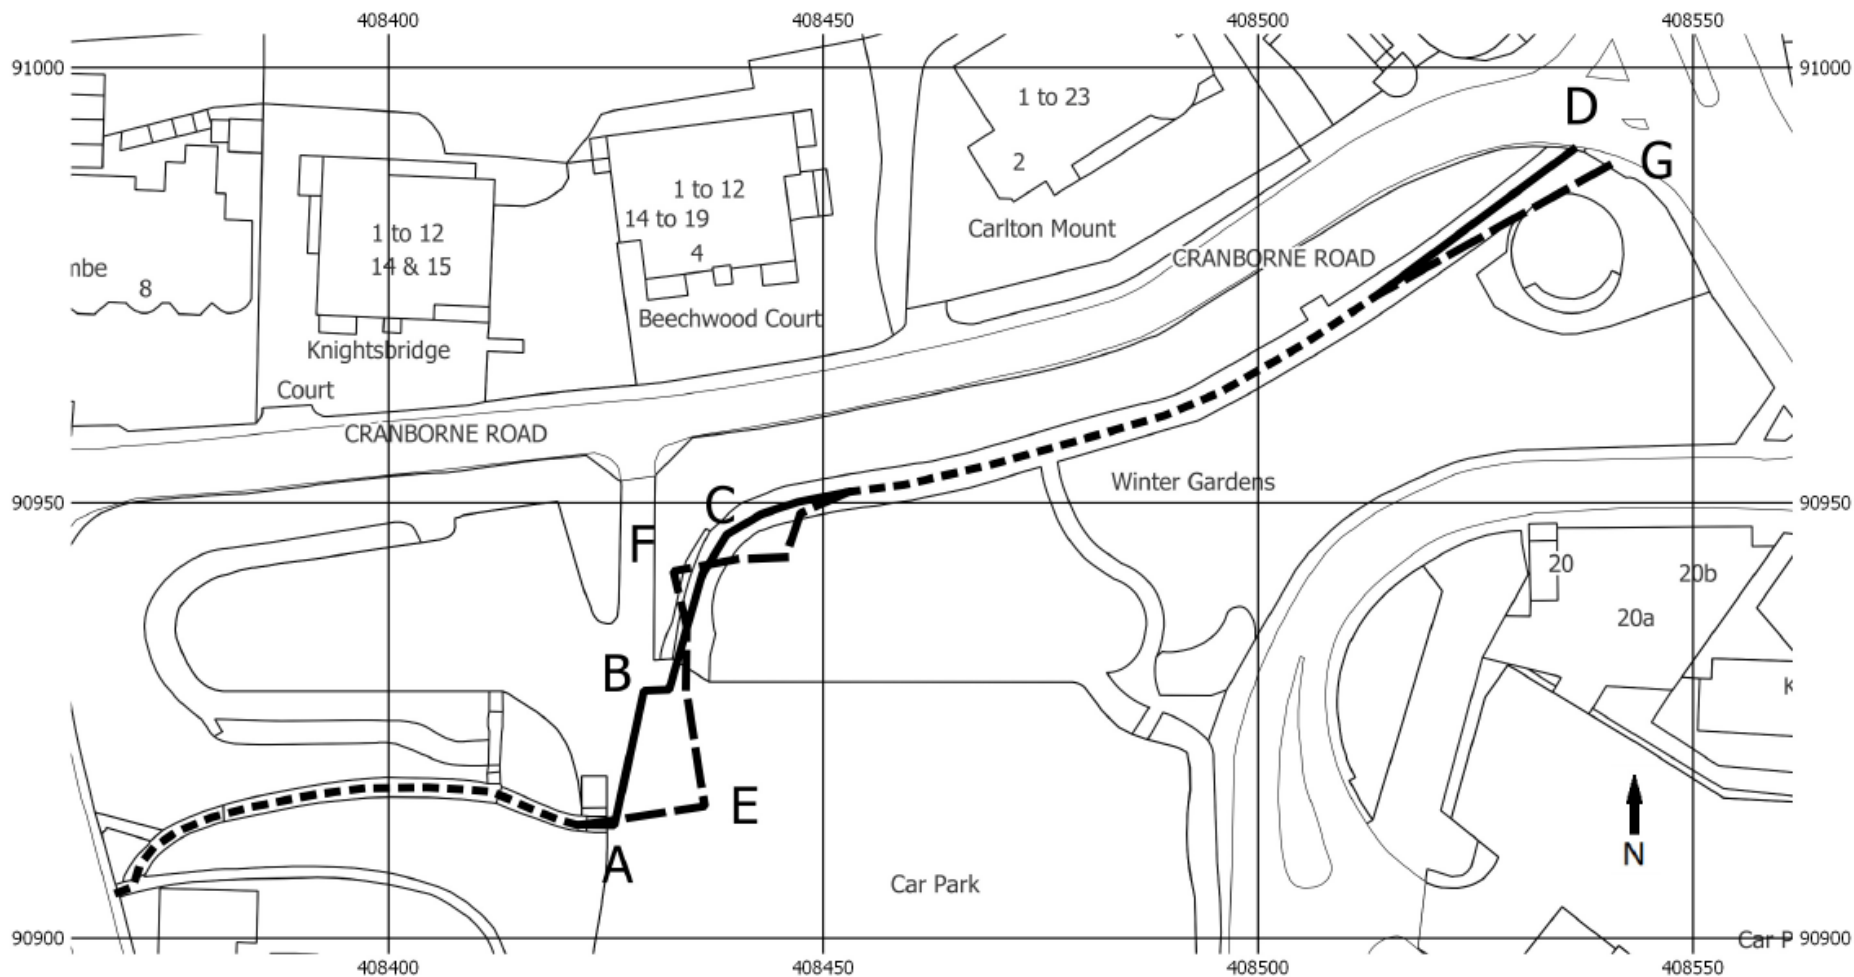 408400
408450
408500
408550
91000
91000
D
G
1 to 23
2
1 to 12
14 to 19
4
1 to 12
14 & 15
mbe
8
Carlton Mount
CRANBORNE ROAD
Beechwood Court
Knightsbridge
Court
CRANBORNE ROAD
C
Winter Gardens
90950
90950
F
20
20b
20a
B
K
E
A
N
Car Park
90900
Car P
90900
408400
408450
408500
408550